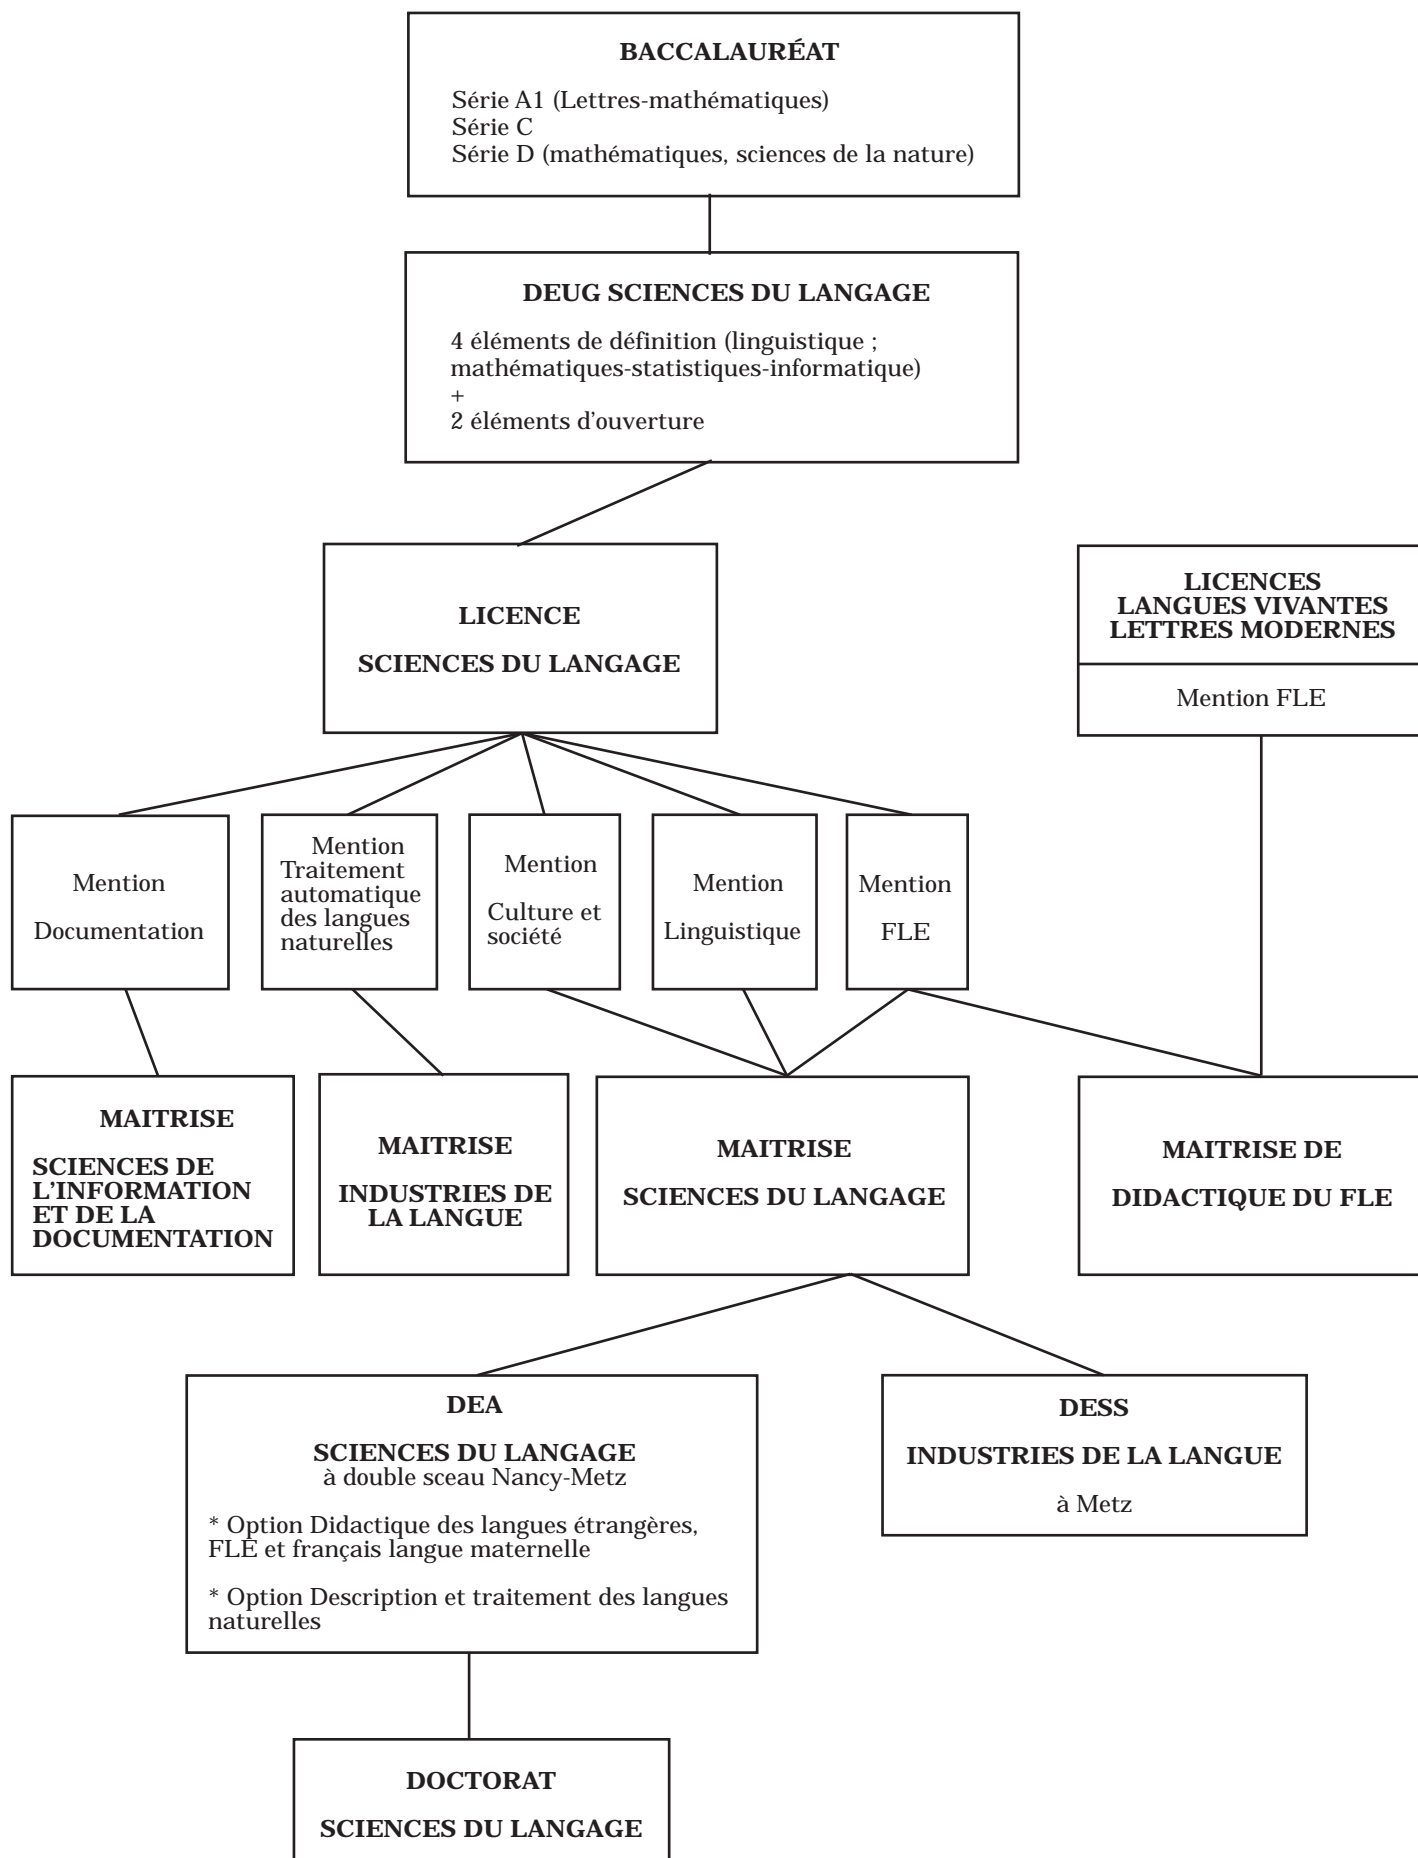 BACCALAURÉAT
Série A1 (Lettres-mathématiques)
Série C
Série D (mathématiques, sciences de la nature)
DEUG SCIENCES DU LANGAGE
4 éléments de définition (linguistique ;
mathématiques-statistiques-informatique)
+
2 éléments d'ouverture
LICENCE
SCIENCES DU LANGAGE
LICENCES
LANGUES VIVANTES
LETTRES MODERNES
Mention FLE
Mention
Documentation
Mention
Traitement
automatique
des langues
naturelles
Mention
Culture et
société
Mention
Linguistique
Mention
FLE
MAITRISE
SCIENCES DE
L'INFORMATION
ET DE LA
DOCUMENTATION
MAITRISE
INDUSTRIES DE
LA LANGUE
MAITRISE
SCIENCES DU LANGAGE
MAITRISE DE
DIDACTIQUE DU FLE
DEA
SCIENCES DU LANGAGE
à double sceau Nancy-Metz
* Option Didactique des langues étrangères,
FLE et français langue maternelle
* Option Description et traitement des langues
naturelles
DESS
INDUSTRIES DE LA LANGUE
à Metz
DOCTORAT
SCIENCES DU LANGAGE